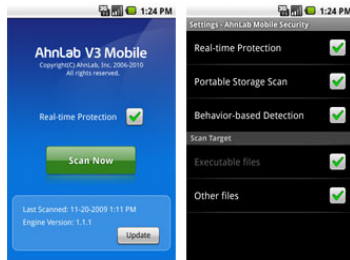 1:24 PM
AhnLab V3 Mobile
Copyright(C) AhnLab, Inc. 2006-2010
All rights reserved.
Real-time Protection
Scan Now
Last Scanned: 11-20-2009 1:11 PM
Engine Version: 1.1.1
Update
1:24 PM
Settings - AhnLab Mobile Security
Real-time Protection
Portable Storage Scan
Behavior-based Detection
Scan Target
Executable files
Other files